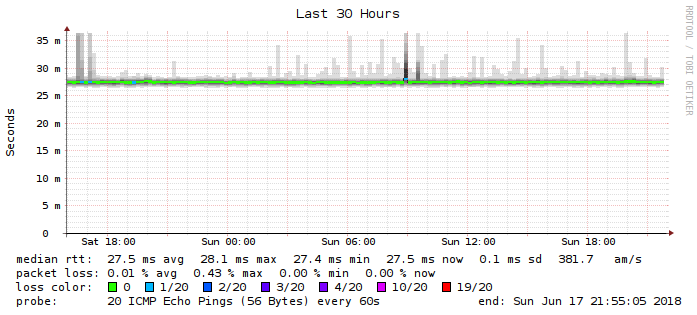 Last 30 Hours
RRDTOOL / TOBI OETIKER
Seconds
35 m
30 m
25 m
20 m
15 m
10 m
5 m
0
Sat 18:00 Sun 00:00 Sun 06:00 Sun 12:00 Sun 18:00
median rtt: 27.5 ms avg 28.1 ms max 27.4 ms min 27.5 ms now 0.1 ms sd 381.7 am/s
packet loss: 0.01 % avg 0.43 % max 0.00 % min 0.00 % now
loss color: 0 1/20 2/20 3/20 4/20 10/20 19/20
probe: 20 ICMP Echo Pings (56 Bytes) every 60s end: Sun Jun 17 21:55:05 2018